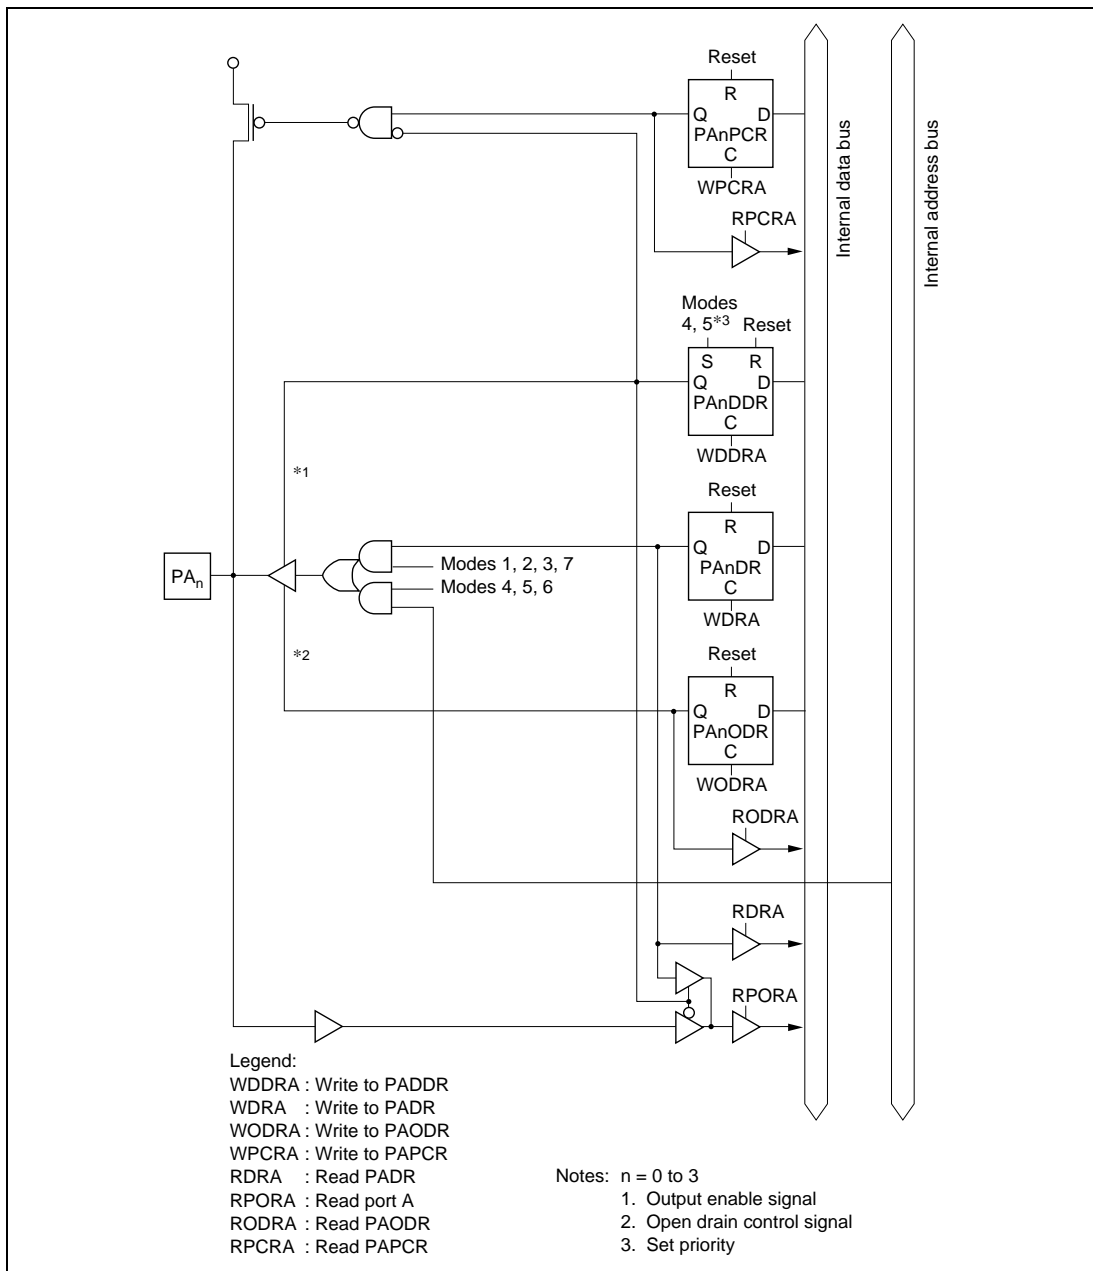 Reset
R
Q D
PAnPCR
C
WPCRA
RPCRA
Internal data bus
Internal address bus
Modes
4, 5*3 Reset
S R
Q D
PAnDDR
C
WDDRA
*1
Reset
R
Q D
PAnDR
C
WDRA
Modes 1, 2, 3, 7
Modes 4, 5, 6
PAn
*2
Reset
R
Q D
PAnODR
C
WODRA
RODRA
RDRA
RPORA
Legend:
WDDRA : Write to PADDR
WDRA : Write to PADR
WODRA : Write to PAODR
WPCRA : Write to PAPCR
RDRA : Read PADR
RPORA : Read port A
RODRA : Read PAODR
RPCRA : Read PAPCR
Notes: n = 0 to 3
1. Output enable signal
2. Open drain control signal
3. Set priority